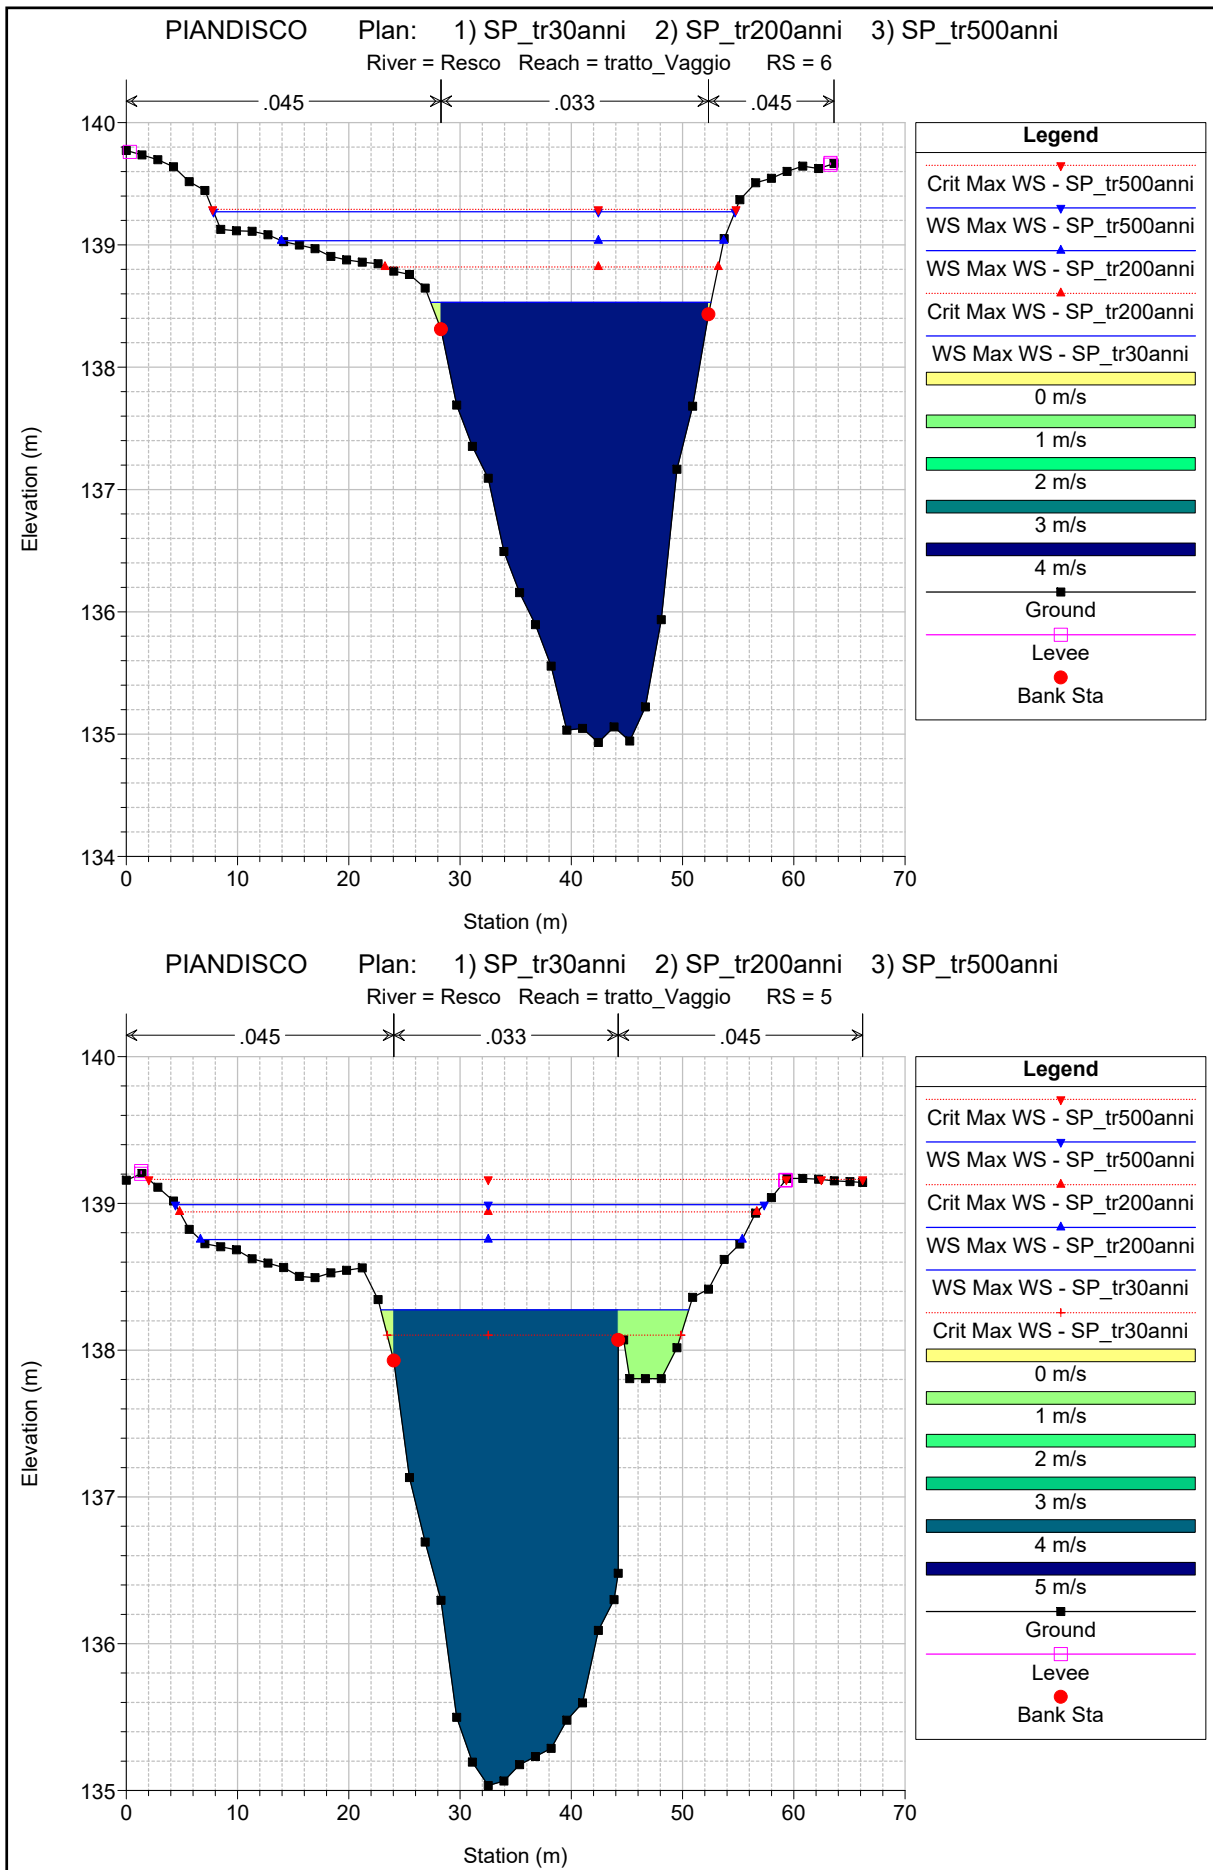 PIANDISCO Plan: 1) SP_tr30anni 2) SP_tr200anni 3) SP_tr500anni
River = Resco Reach = tratto_Vaggio RS = 6
.045 .033 .045
140
139
138
137
136
135
134
0 10 20 30 40 50 60 70
Station (m)
Elevation (m)
Legend
Crit Max WS - SP_tr500anni
WS Max WS - SP_tr500anni
WS Max WS - SP_tr200anni
Crit Max WS - SP_tr200anni
WS Max WS - SP_tr30anni
0 m/s
1 m/s
2 m/s
3 m/s
4 m/s
Ground
Levee
Bank Sta
PIANDISCO Plan: 1) SP_tr30anni 2) SP_tr200anni 3) SP_tr500anni
River = Resco Reach = tratto_Vaggio RS = 5
.045 .033 .045
140
139
138
137
136
135
0 10 20 30 40 50 60 70
Station (m)
Elevation (m)
Legend
Crit Max WS - SP_tr500anni
WS Max WS - SP_tr500anni
Crit Max WS - SP_tr200anni
WS Max WS - SP_tr200anni
WS Max WS - SP_tr30anni
Crit Max WS - SP_tr30anni
0 m/s
1 m/s
2 m/s
3 m/s
4 m/s
5 m/s
Ground
Levee
Bank Sta